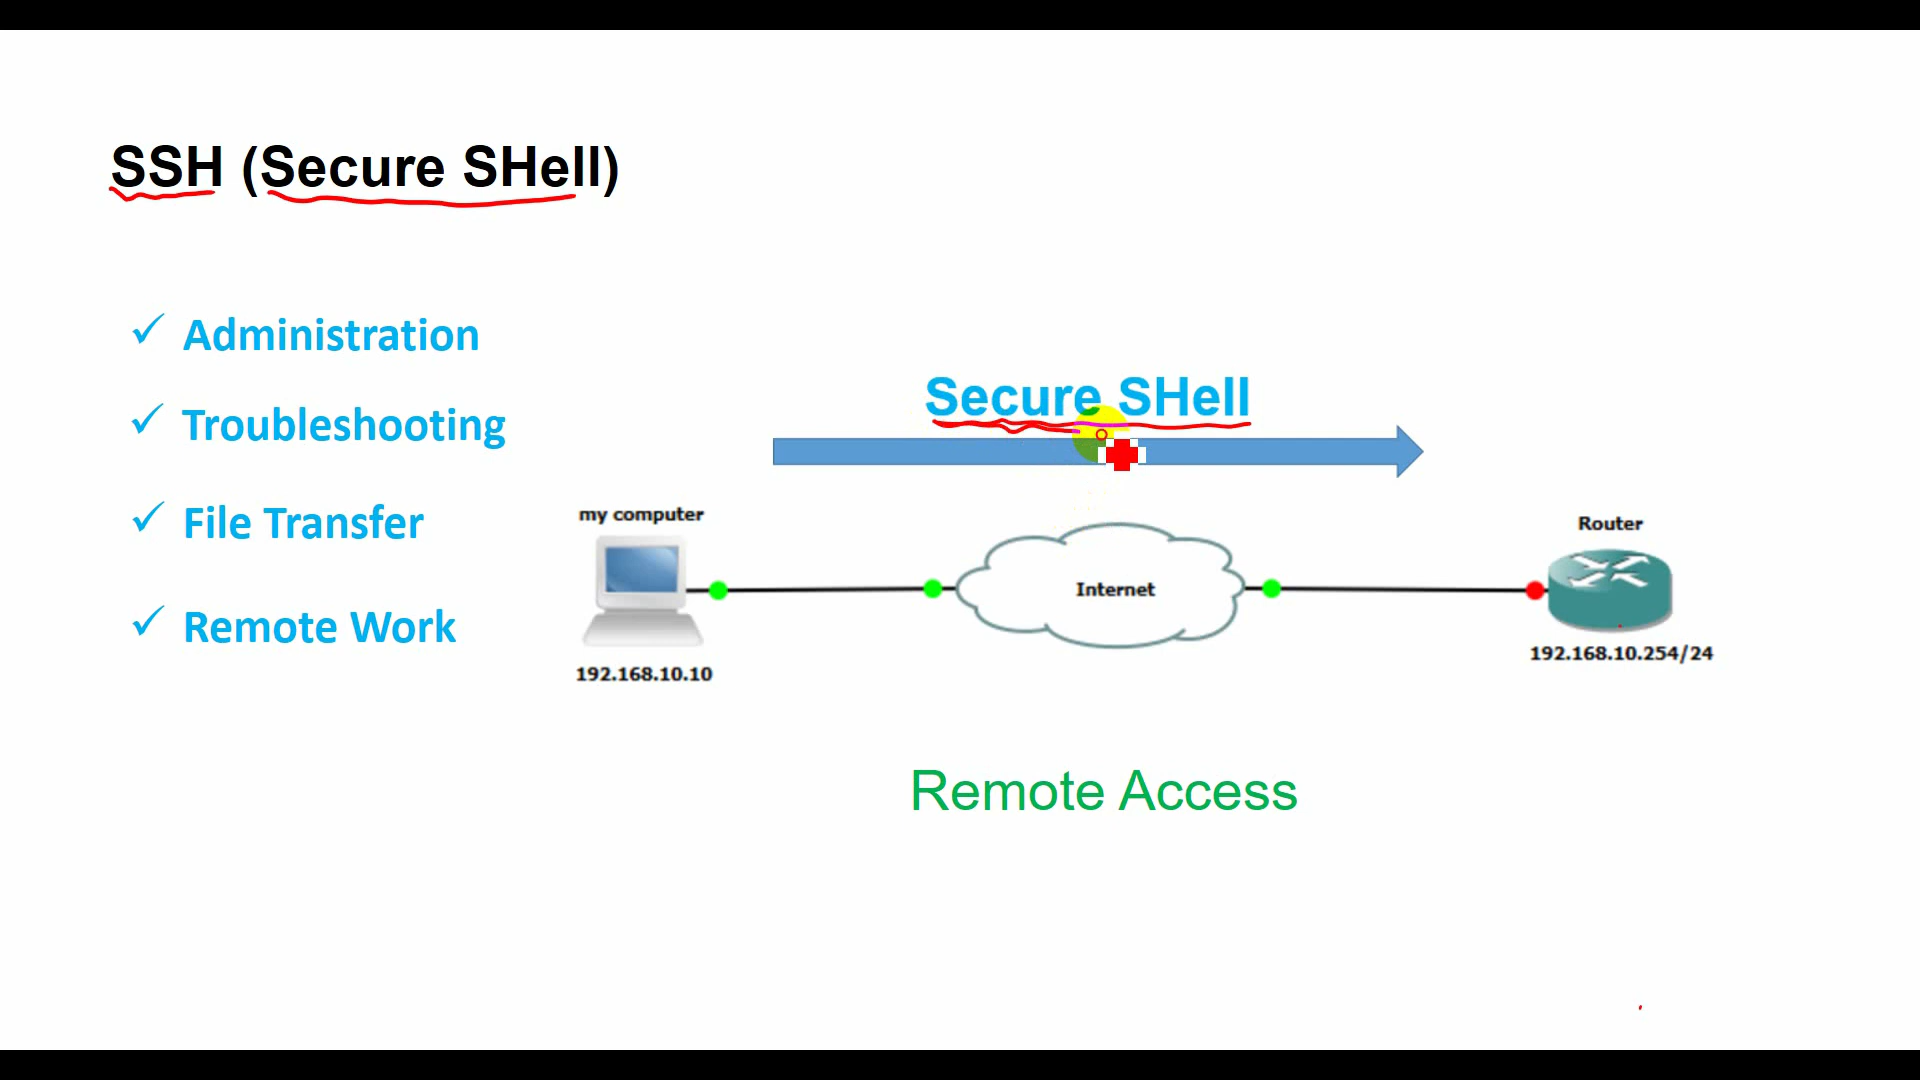 SSH (Secure SHell)
Administration
Troubleshooting
File Transfer
Remote Work
Secure SHell
my computer
Internet
Router
192.168.10.10
192.168.10.254/24
Remote Access